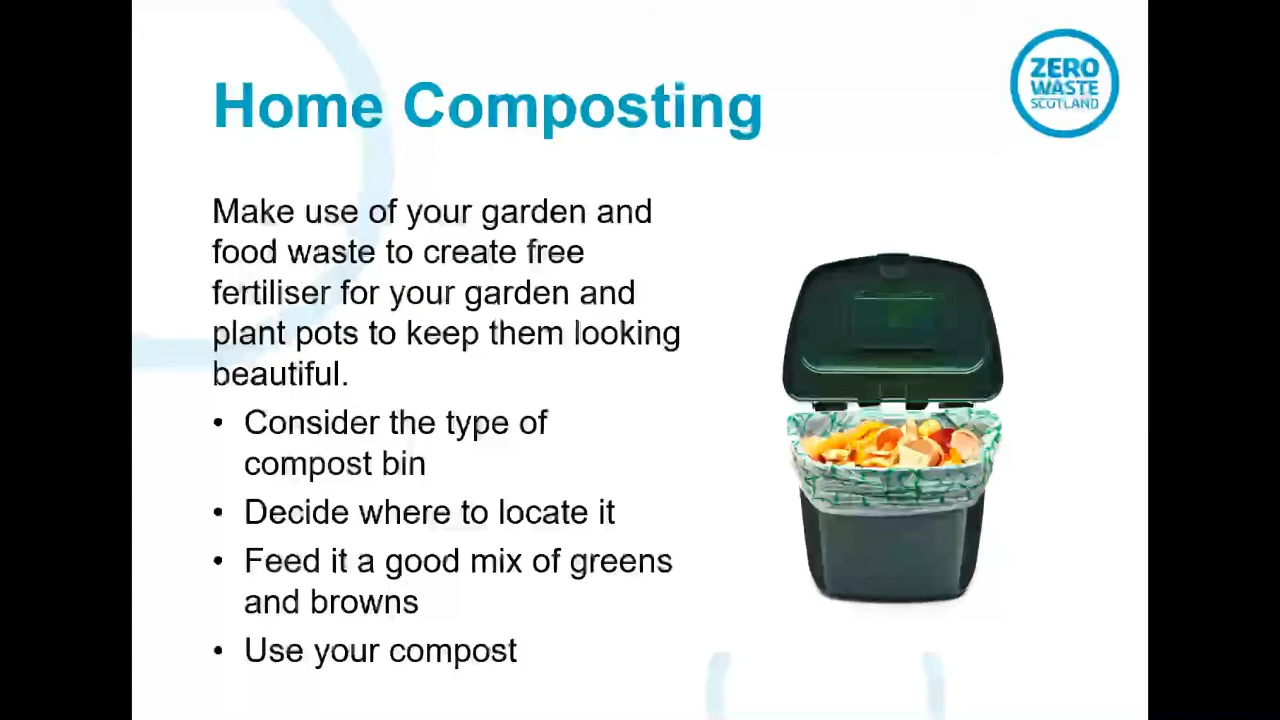 Home Composting
ZERO
WASTE
SCOTLAND
Make use of your garden and
food waste to create free
fertiliser for your garden and
plant pots to keep them looking
beautiful.
• Consider the type of
compost bin
• Decide where to locate it
• Feed it a good mix of greens
and browns
• Use your compost